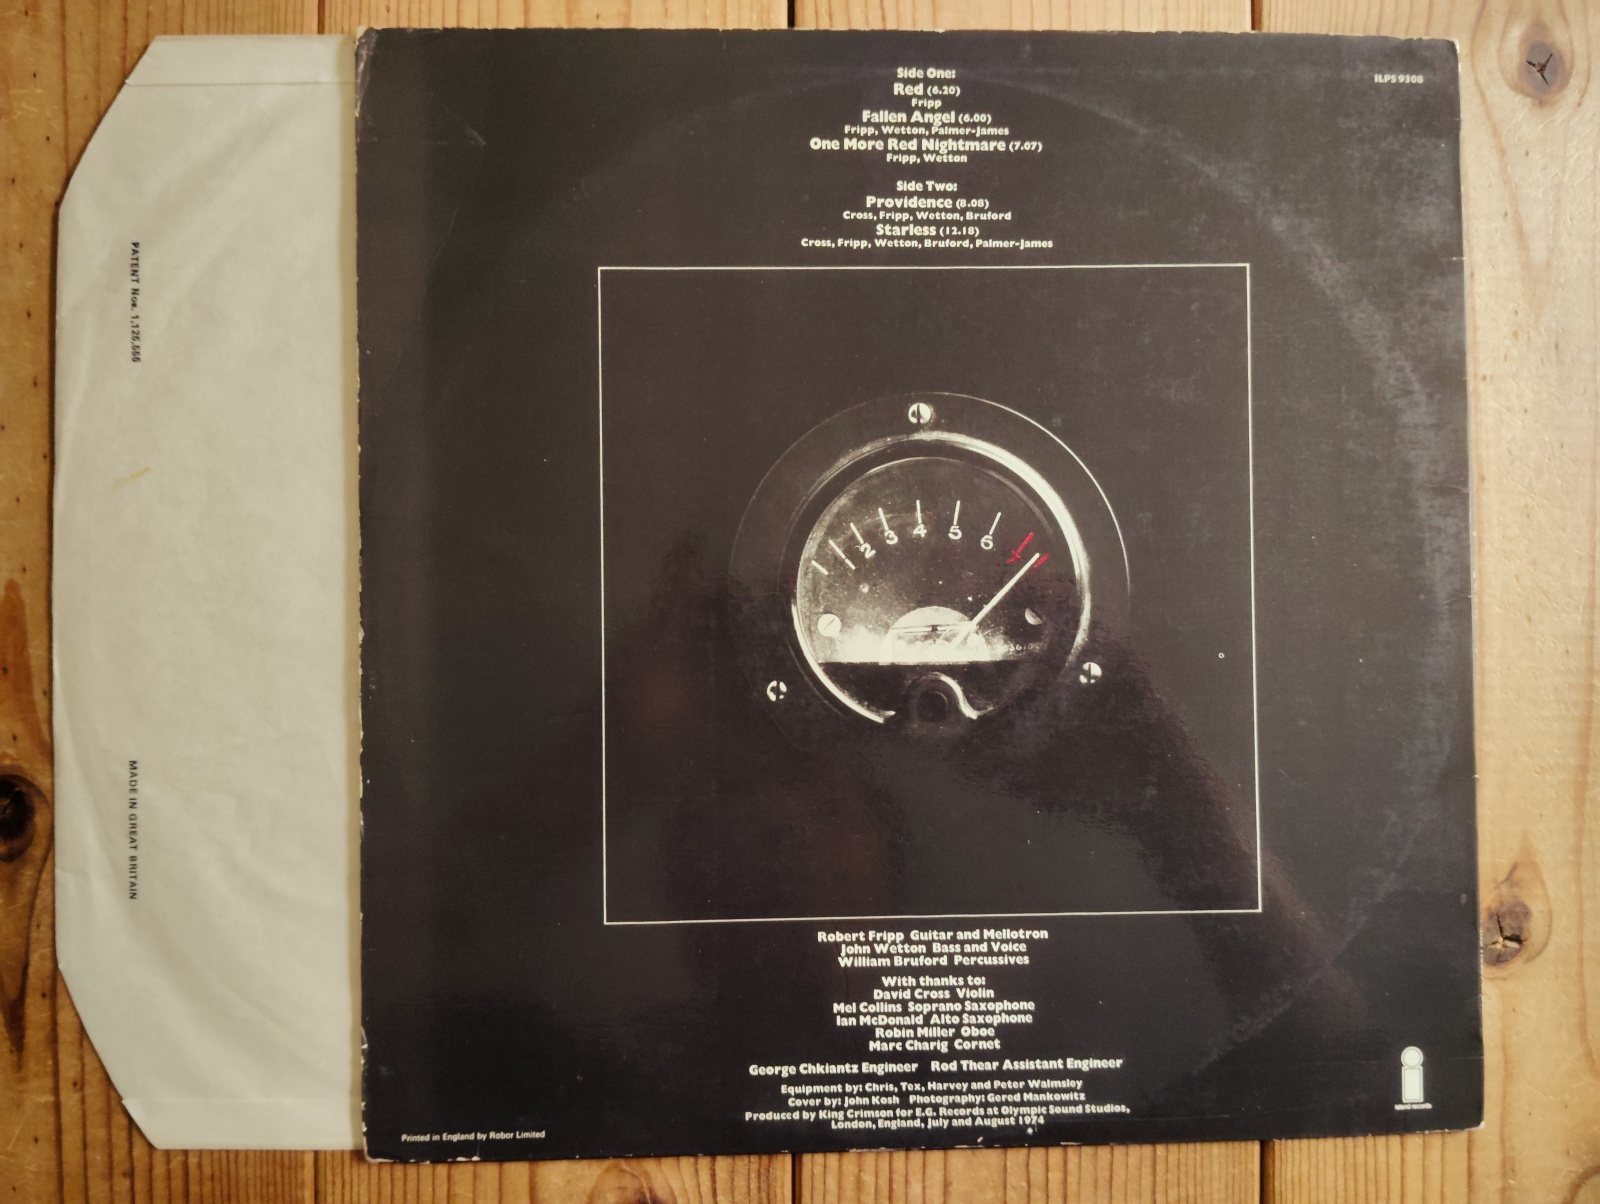 ILPS 9308
Side One:
Red (6.20)
Fripp
Fallen Angel (6.00)
Fripp, Wetton, Palmer-James
One More Red Nightmare (7.07)
Fripp, Wetton
Side Two:
Providence (8.08)
Cross, Fripp, Wetton, Bruford
Starless (12.18)
Cross, Fripp, Wetton, Bruford, Palmer-James
PATENT Nos. 1,125,555
MADE IN GREAT BRITAIN
2 3 4 5 6
Robert Fripp Guitar and Mellotron
John Wetton Bass and Voice
William Bruford Percussives
With thanks to:
David Cross Violin
Mel Collins Soprano Saxophone
Ian McDonald Alto Saxophone
Robin Miller Oboe
Marc Charig Cornet
George Chkiantz Engineer Rod Thear Assistant Engineer
Equipment by: Chris, Tex, Harvey and Peter Walmsley
Cover by: John Kosh Photography: Gered Mankowitz
Produced by King Crimson for E.G. Records at Olympic Sound Studios,
London, England, July and August 1974
island records
Printed in England by Robor Limited